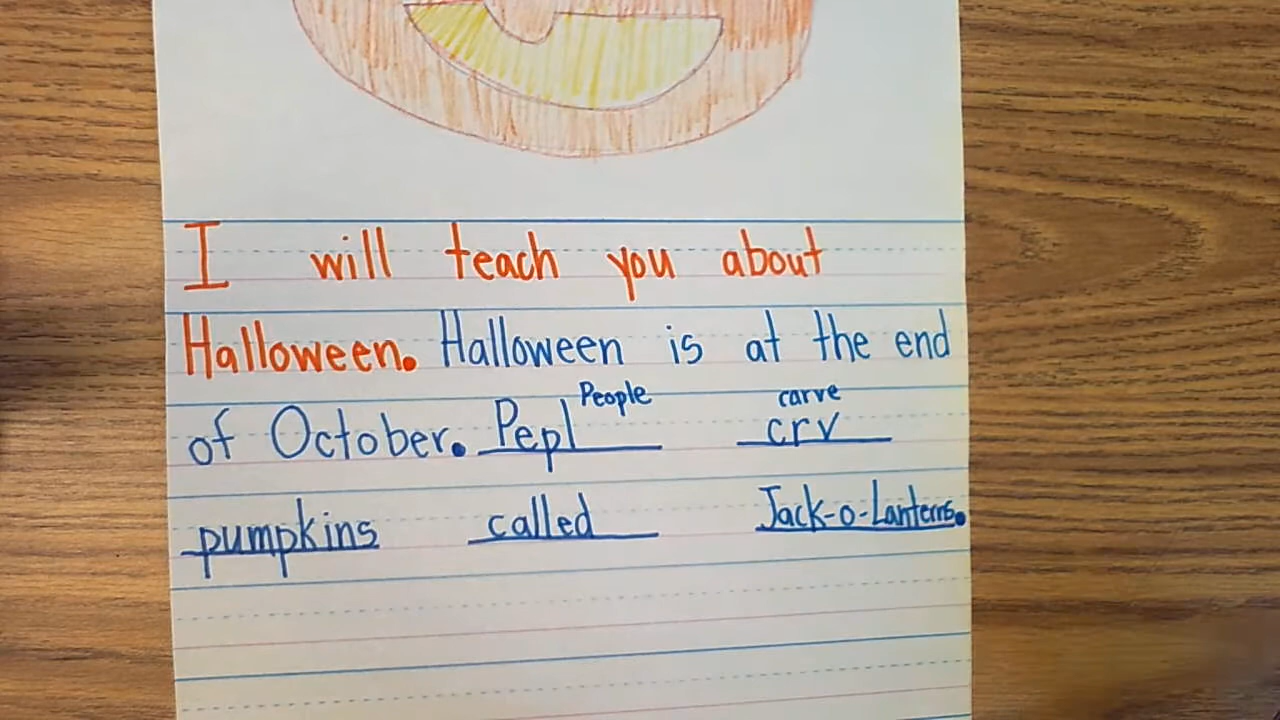 I will teach you about
Halloween. Halloween is at the end
People carve
of October. Pepl crv
pumpkins called Jack-o-Lanterns.